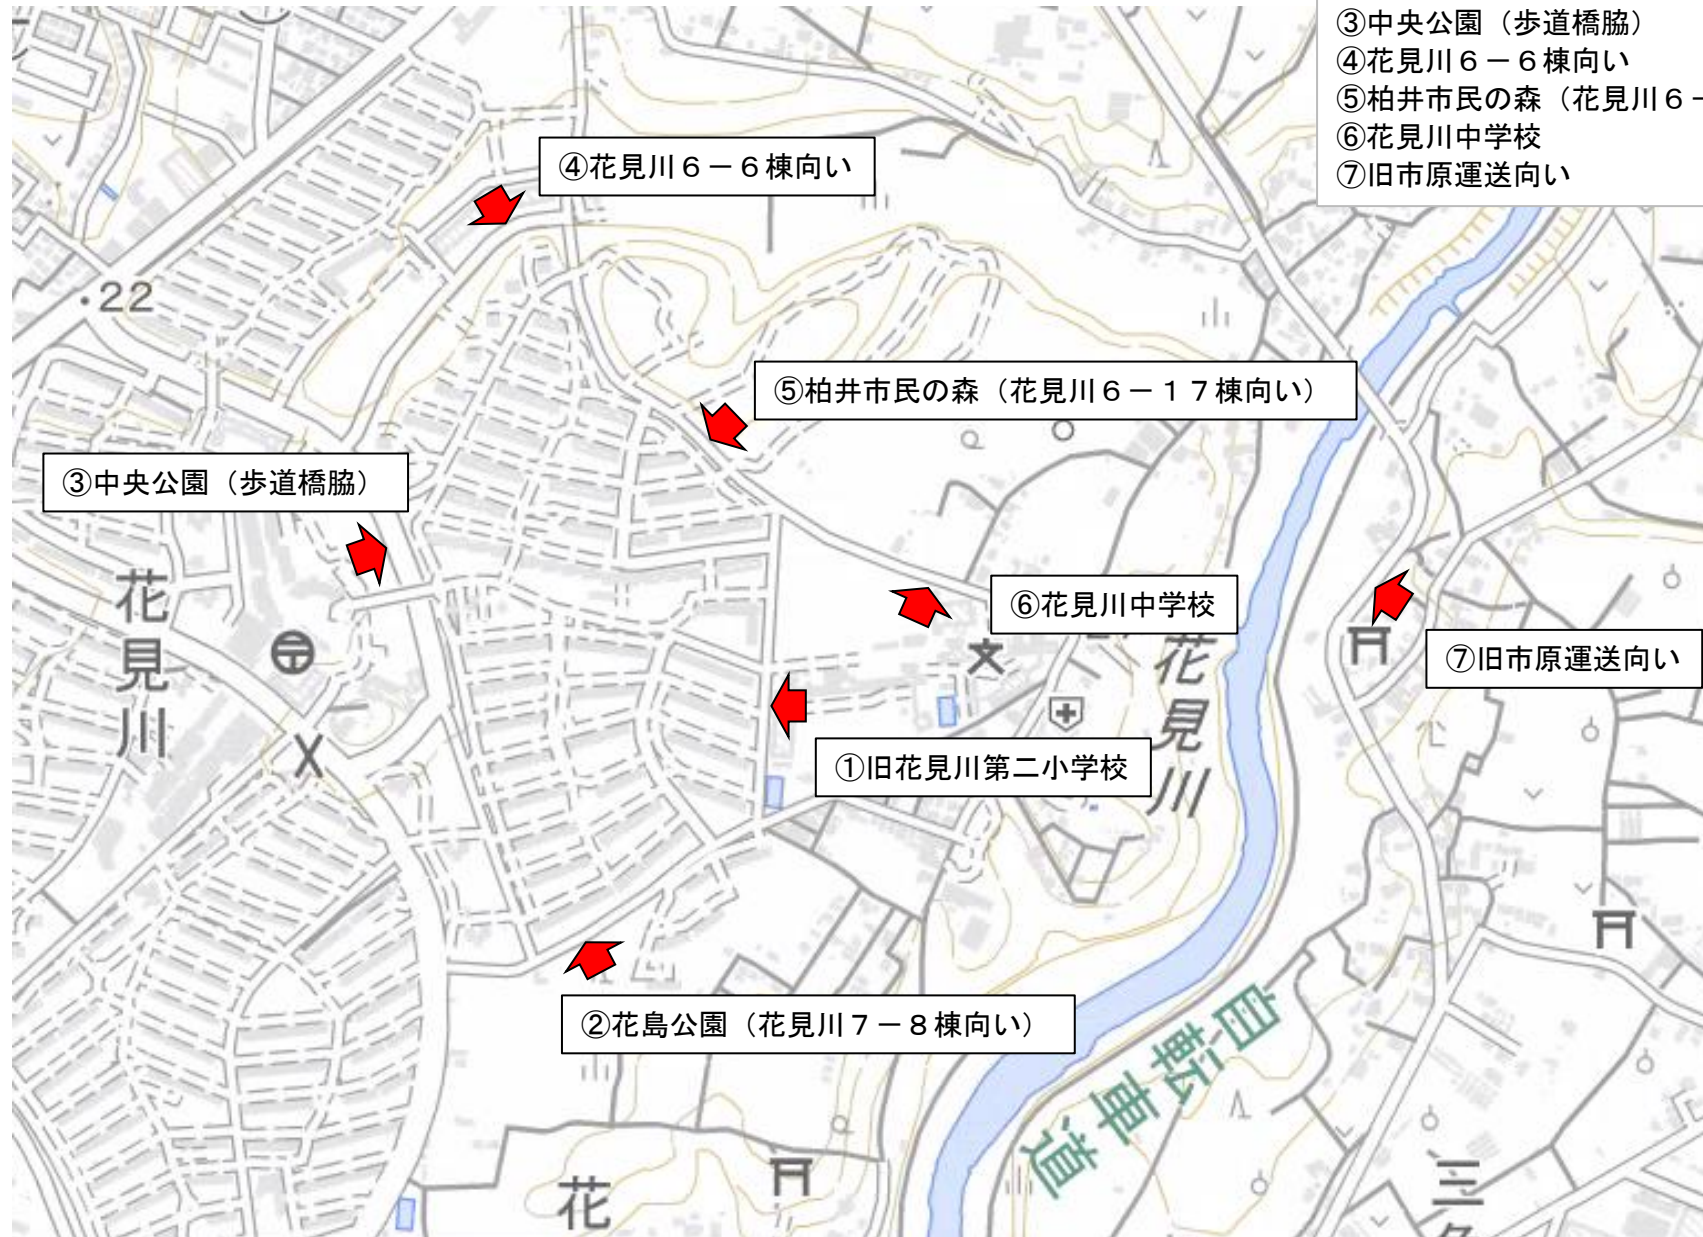 ③中央公園（歩道橋脇）
④花見川６－６棟向い
⑤柏井市民の森（花見川６－
⑥花見川中学校
⑦旧市原運送向い
④花見川６－６棟向い
・22
⑤柏井市民の森（花見川６－１７棟向い）
③中央公園（歩道橋脇）
花見川
⑥花見川中学校
花見川
⑦旧市原運送向い
①旧花見川第二小学校
②花島公園（花見川７－８棟向い）
自転車道
花
三